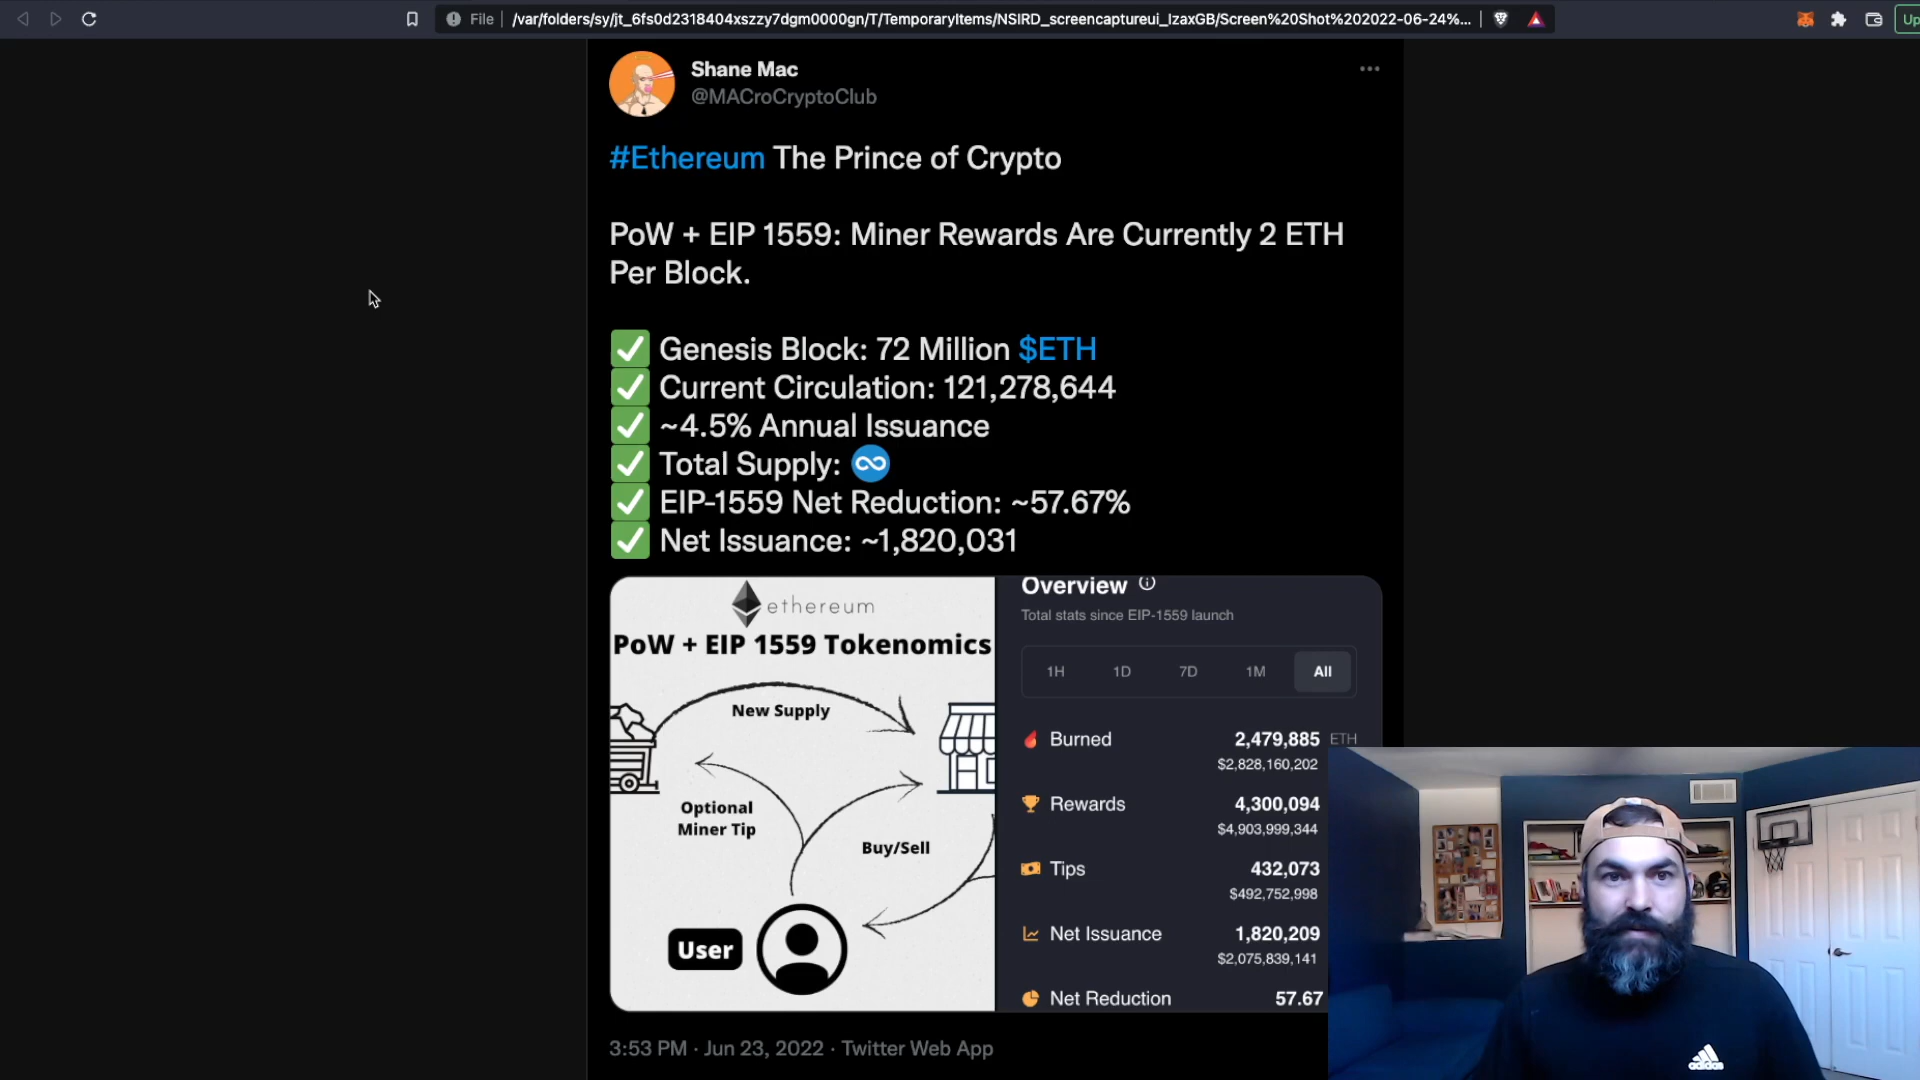 File
/var/folders/sy/jt_6fs0d2318404xszzy7dgm0000gn/T/TemporaryItems/NSIRD_screencaptureui_IzaxGB/Screen%20Shot%202022-06-24%...
Up
Shane Mac
@MACroCryptoClub
#Ethereum The Prince of Crypto
PoW + EIP 1559: Miner Rewards Are Currently 2 ETH
Per Block.
✅ Genesis Block: 72 Million $ETH
✅ Current Circulation: 121,278,644
✅ ~4.5% Annual Issuance
✅ Total Supply: ♾
✅ EIP-1559 Net Reduction: ~57.67%
✅ Net Issuance: ~1,820,031
ethereum
PoW + EIP 1559 Tokenomics
New Supply
Optional
Miner Tip
Buy/Sell
User
Overview
Total stats since EIP-1559 launch
1H 1D 7D 1M All
Burned 2,479,885 ETH
$2,828,160,202
Rewards 4,300,094
$4,903,999,344
Tips 432,073
$492,752,998
Net Issuance 1,820,209
$2,075,839,141
Net Reduction 57.67
3:53 PM · Jun 23, 2022 · Twitter Web App
adidas